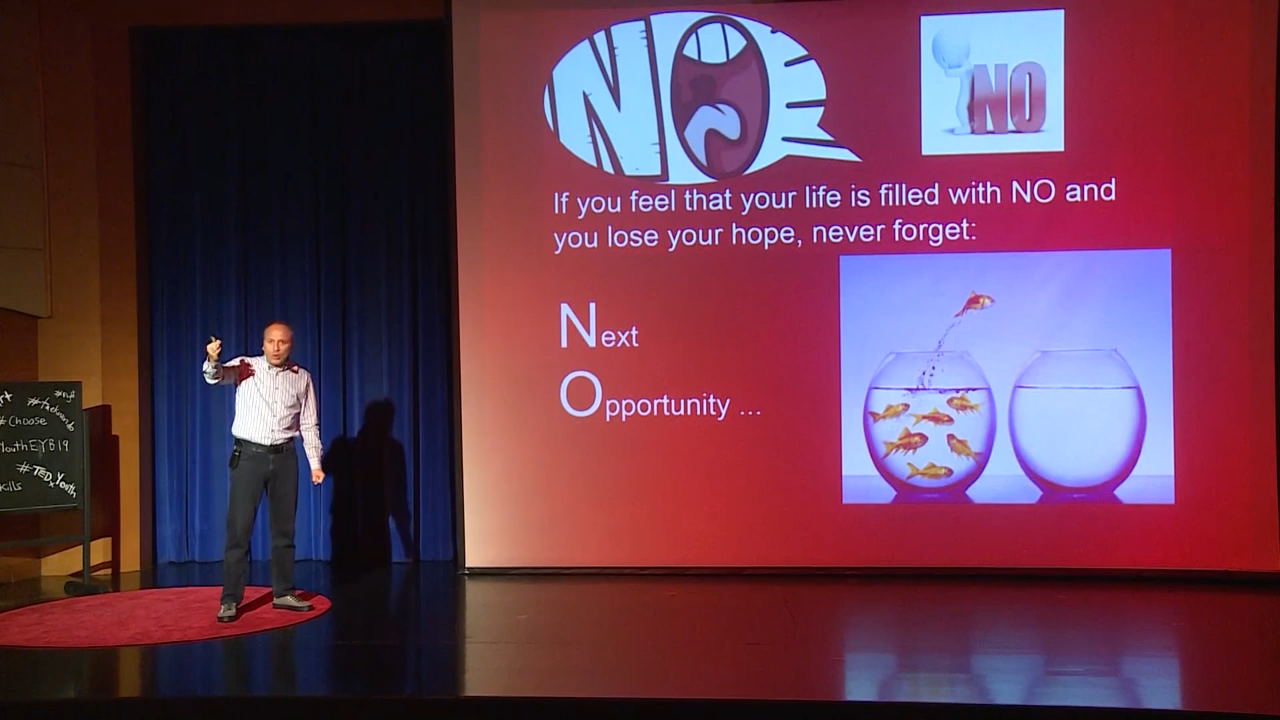 NO
NO
If you feel that your life is filled with NO and
you lose your hope, never forget:
Next
Opportunity ...
#Choose
YouthEYB19
#TEDxYouth